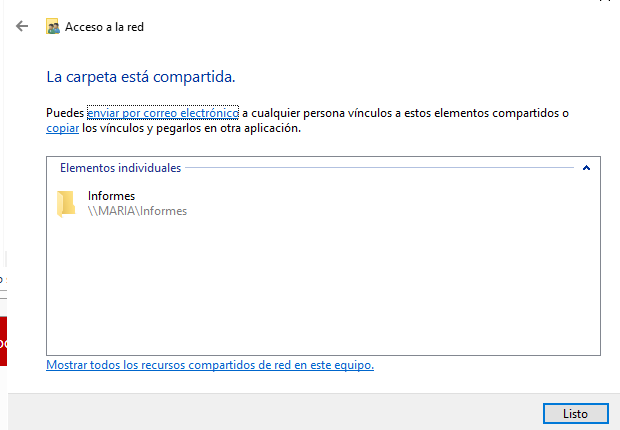 Acceso a la red
La carpeta está compartida.
Puedes enviar por correo electrónico a cualquier persona vínculos a estos elementos compartidos o
copiar los vínculos y pegarlos en otra aplicación.
Elementos individuales
Informes
\\MARIA\Informes
Mostrar todos los recursos compartidos de red en este equipo.
Listo